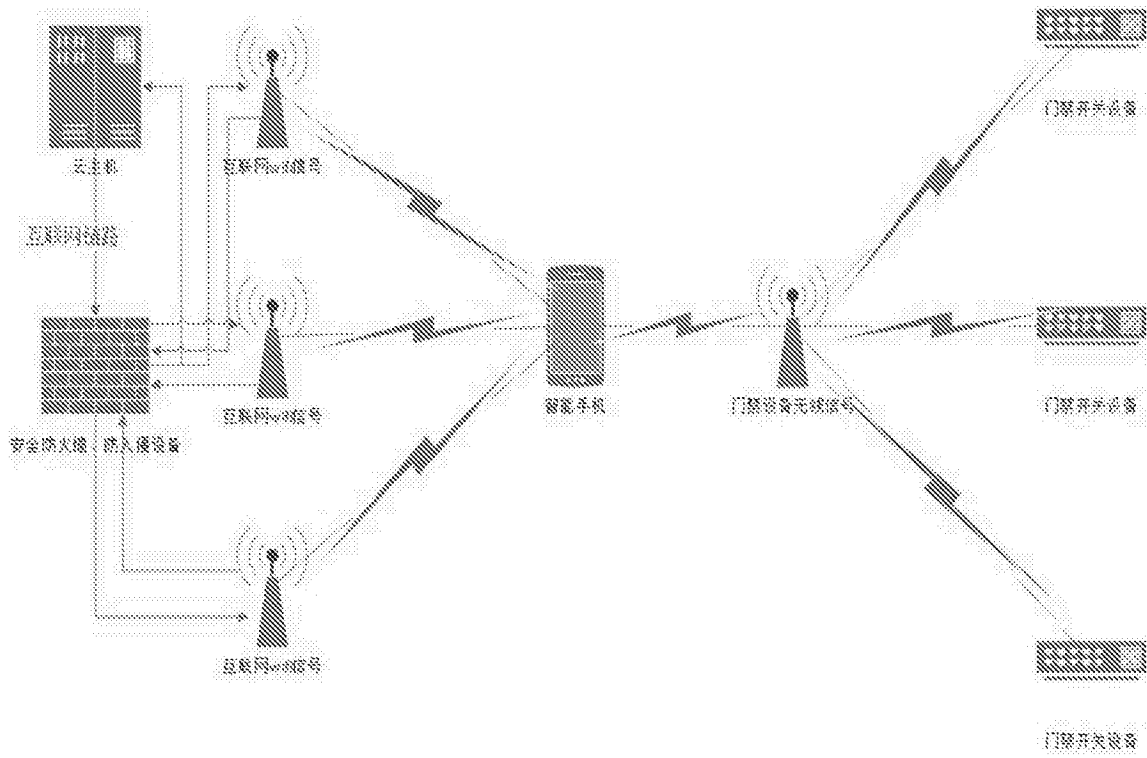 门禁开关设备
云主机
互联网wifi信号
互联网链路
互联网wifi信号
智能手机
门禁设备无线信号
门禁开关设备
安全防火墙、防入侵设备
互联网wifi信号
门禁开关设备